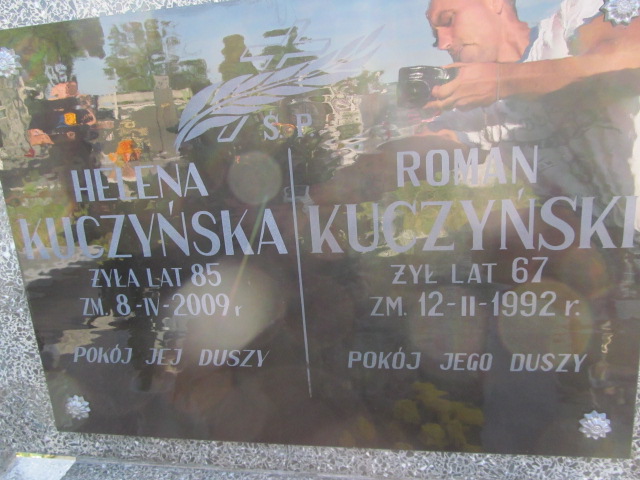 Ś.P.
HELENA
KUCZYŃSKA
ŻYŁA LAT 85
ZM. 8-IV-2009 r
POKÓJ JEJ DUSZY
ROMAN
KUCZYŃSKI
ŻYŁ LAT 67
ZM. 12-II-1992 r.
POKÓJ JEGO DUSZY